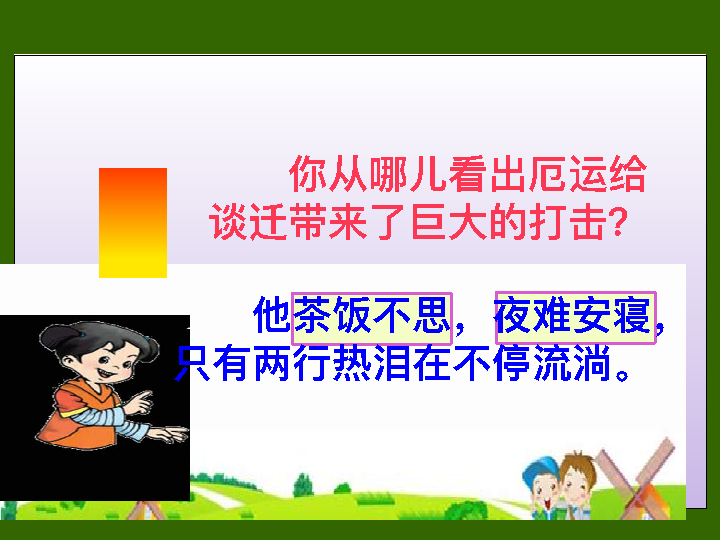 你从哪儿看出厄运给
谈迁带来了巨大的打击?
他茶饭不思，夜难安寝，
只有两行热泪在不停流淌。